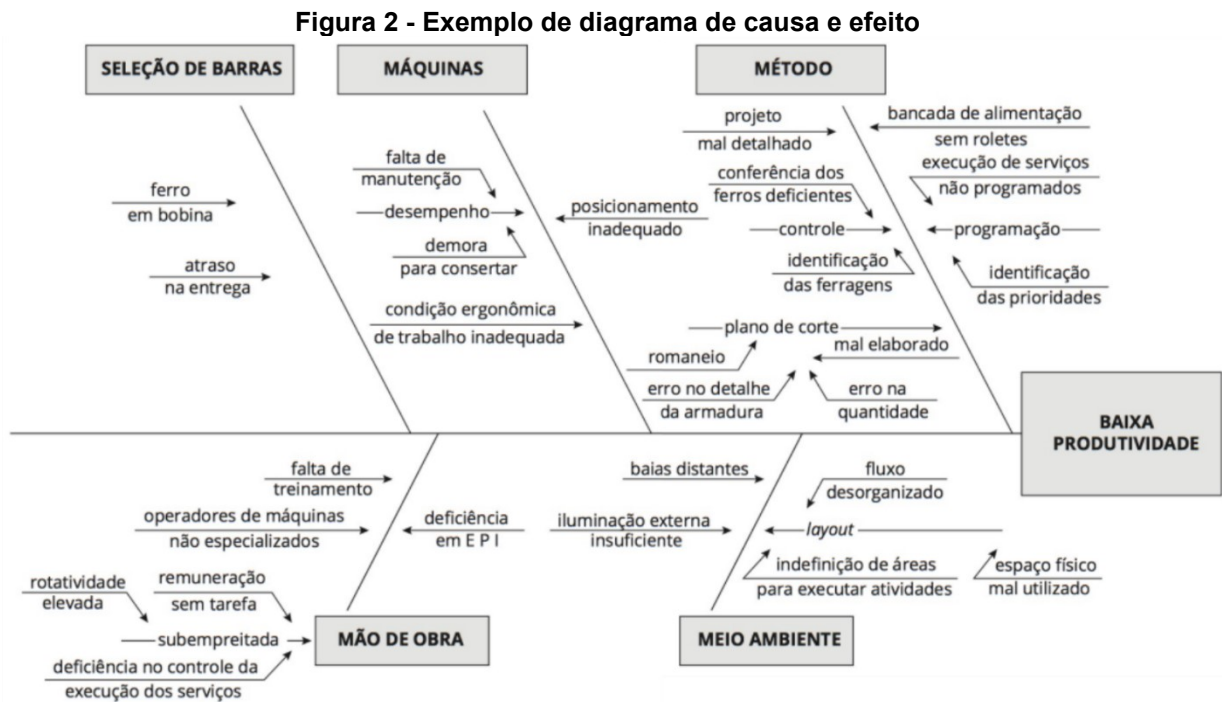 Figura 2 - Exemplo de diagrama de causa e efeito
SELEÇÃO DE BARRAS
ferro
em bobina
atraso
na entrega
MÁQUINAS
falta de
manutenção
desempenho
demora
para consertar
posicionamento
inadequado
condição ergonômica
de trabalho inadequada
MÉTODO
projeto
mal detalhado
bancada de alimentação
sem roletes
conferência dos
ferros deficientes
execução de serviços
não programados
controle
programação
identificação
das ferragens
identificação
das prioridades
plano de corte
romaneio
mal elaborado
erro no detalhe
da armadura
erro na
quantidade
BAIXA
PRODUTIVIDADE
falta de
treinamento
operadores de máquinas
não especializados
deficiência
em E P I
rotatividade
elevada
remuneração
sem tarefa
subempreitada
deficiência no controle da
execução dos serviços
MÃO DE OBRA
baias distantes
fluxo
desorganizado
iluminação externa
insuficiente
layout
indefinição de áreas
para executar atividades
espaço físico
mal utilizado
MEIO AMBIENTE